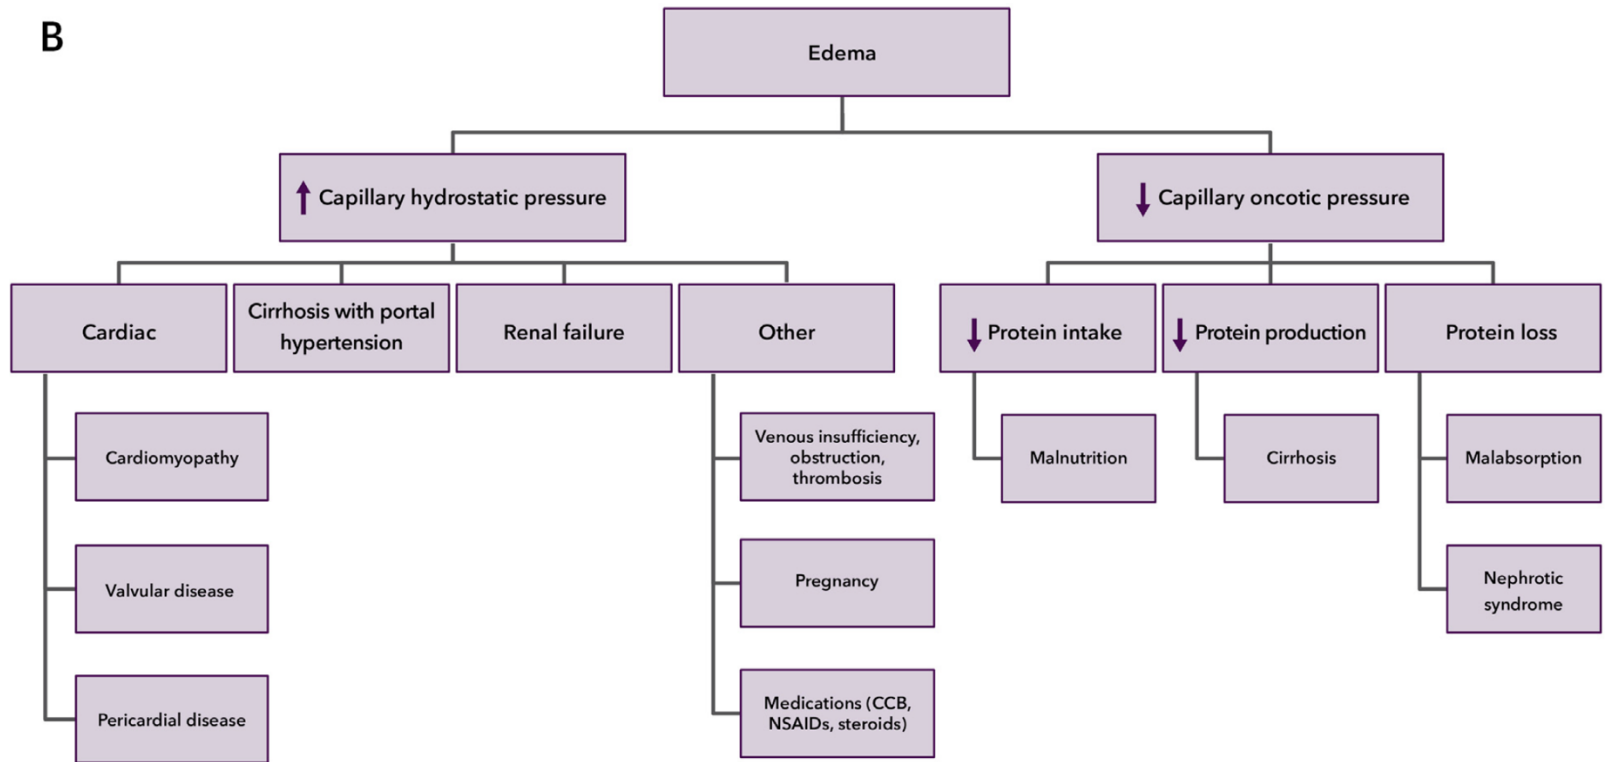 B
Edema
↑ Capillary hydrostatic pressure
↓ Capillary oncotic pressure
Cardiac
Cirrhosis with portal
hypertension
Renal failure
Other
↓ Protein intake
↓ Protein production
Protein loss
Cardiomyopathy
Valvular disease
Pericardial disease
Venous insufficiency,
obstruction,
thrombosis
Pregnancy
Medications (CCB,
NSAIDs, steroids)
Malnutrition
Cirrhosis
Malabsorption
Nephrotic
syndrome